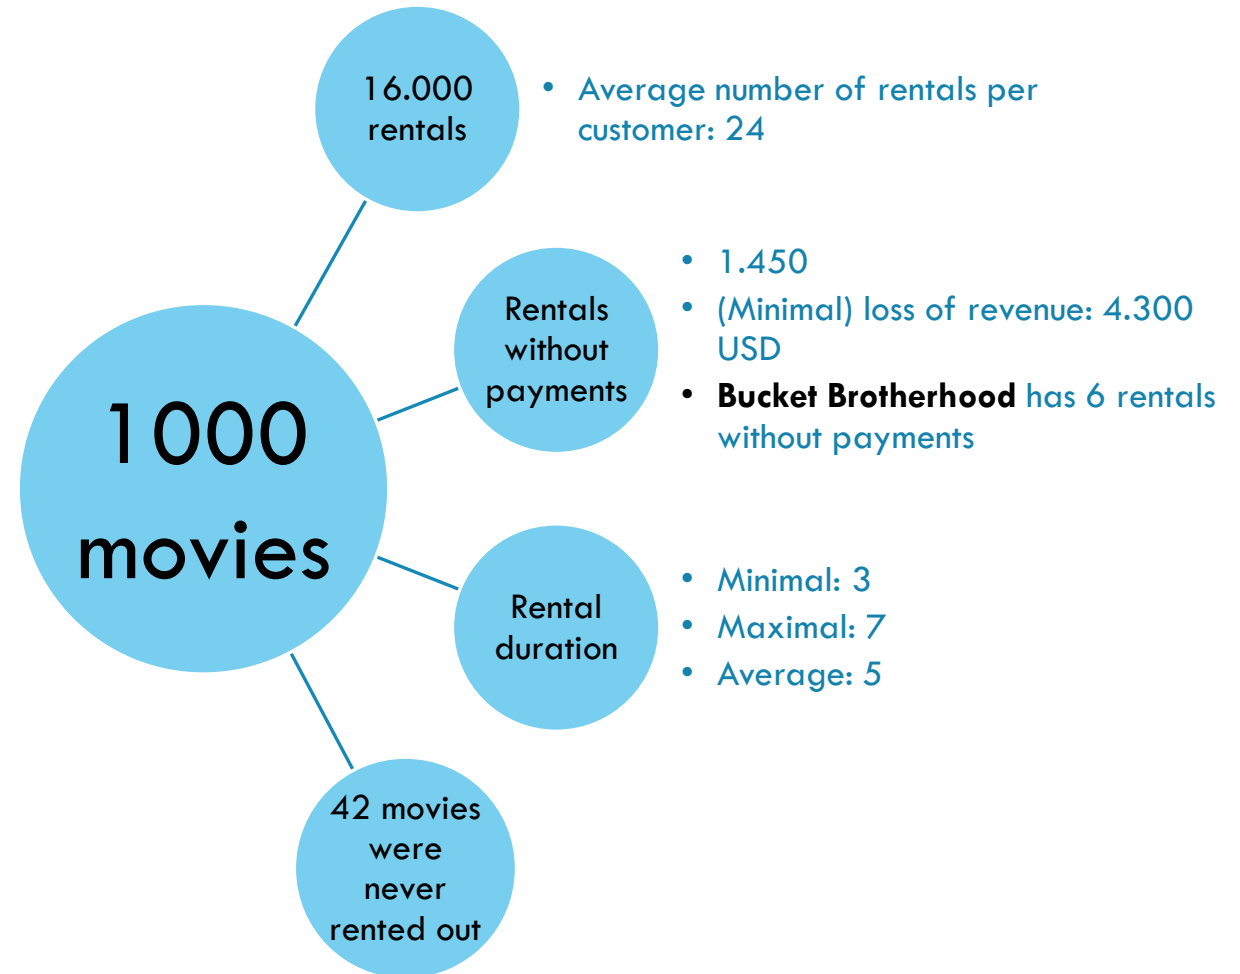 16.000
rentals
• Average number of rentals per
customer: 24
Rentals
without
payments
• 1.450
• (Minimal) loss of revenue: 4.300
USD
• Bucket Brotherhood has 6 rentals
without payments
1000
movies
Rental
duration
• Minimal: 3
• Maximal: 7
• Average: 5
42 movies
were
never
rented out